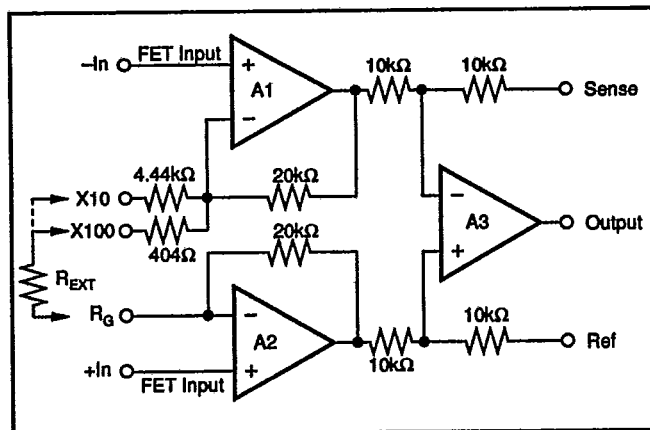 –In FET Input + A1 –
10kΩ 10kΩ Sense
4.44kΩ
X10
20kΩ
X100
404Ω
20kΩ
– A3 + Output
R_EXT
R_G
– A2 +
10kΩ
10kΩ
Ref
+In FET Input